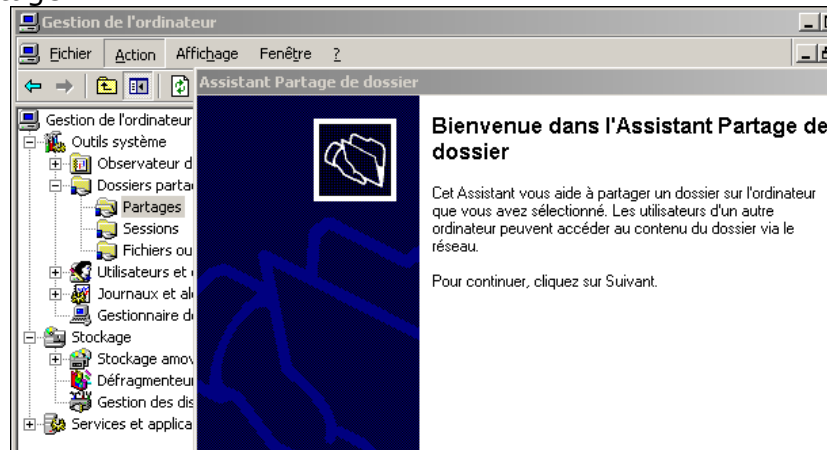 Gestion de l'ordinateur
Fichier Action Affichage Fenêtre ?
Assistant Partage de dossier
Gestion de l'ordinateur
Outils système
Observateur d
Dossiers parta
Partages
Sessions
Fichiers ou
Utilisateurs et
Journaux et al
Gestionnaire d
Stockage
Stockage amov
Défragmenteu
Gestion des dis
Services et applica
Bienvenue dans l'Assistant Partage de
dossier
Cet Assistant vous aide à partager un dossier sur l'ordinateur
que vous avez sélectionné. Les utilisateurs d'un autre
ordinateur peuvent accéder au contenu du dossier via le
réseau.
Pour continuer, cliquez sur Suivant.